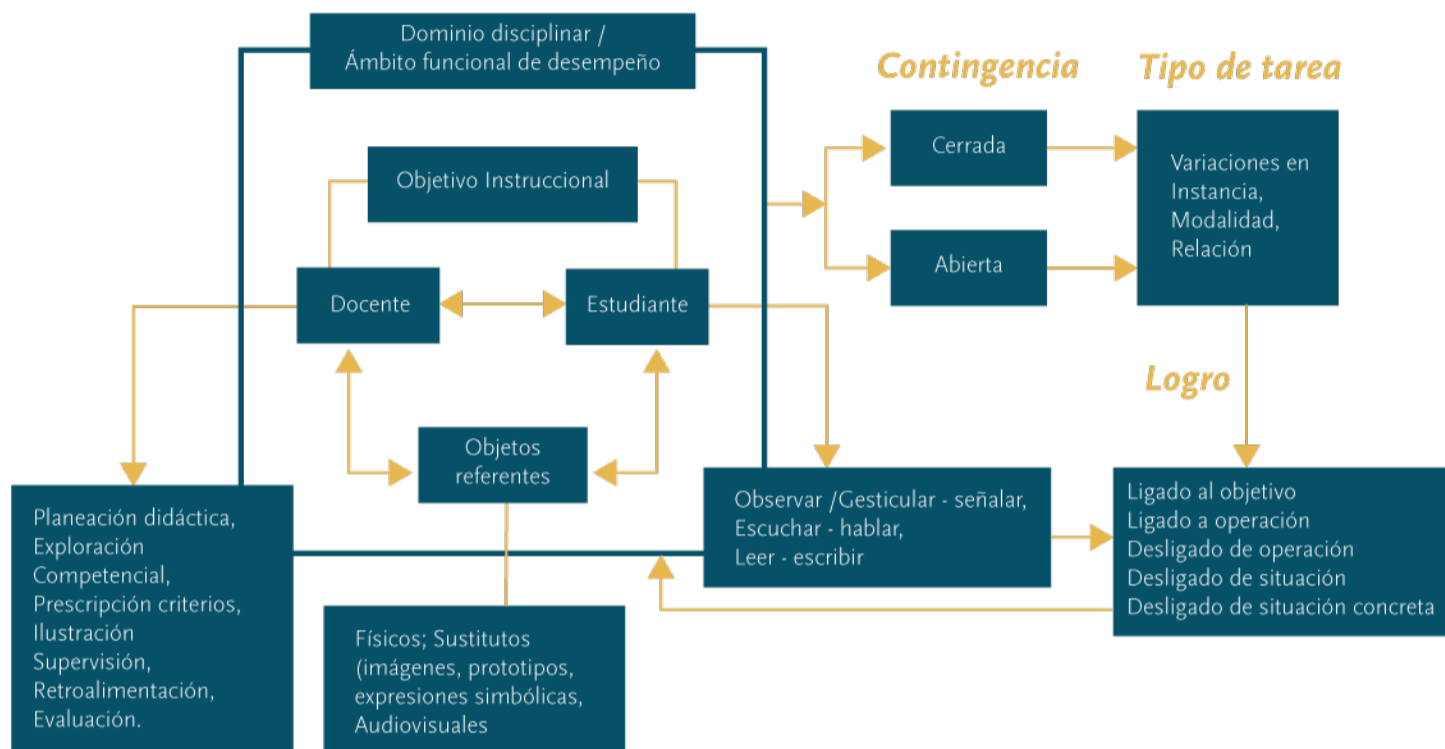 Dominio disciplinar /
Ámbito funcional de desempeño
Contingencia
Tipo de tarea
Objetivo Instruccional
Cerrada
Abierta
Variaciones en
Instancia,
Modalidad,
Relación
Docente
Estudiante
Logro
Objetos
referentes
Planeación didáctica,
Exploración
Competencial,
Prescripción criterios,
Ilustración
Supervisión,
Retroalimentación,
Evaluación.
Físicos; Sustitutos
(imágenes, prototipos,
expresiones simbólicas,
Audiovisuales
Observar /Gesticular - señalar,
Escuchar - hablar,
Leer - escribir
Ligado al objetivo
Ligado a operación
Desligado de operación
Desligado de situación
Desligado de situación concreta